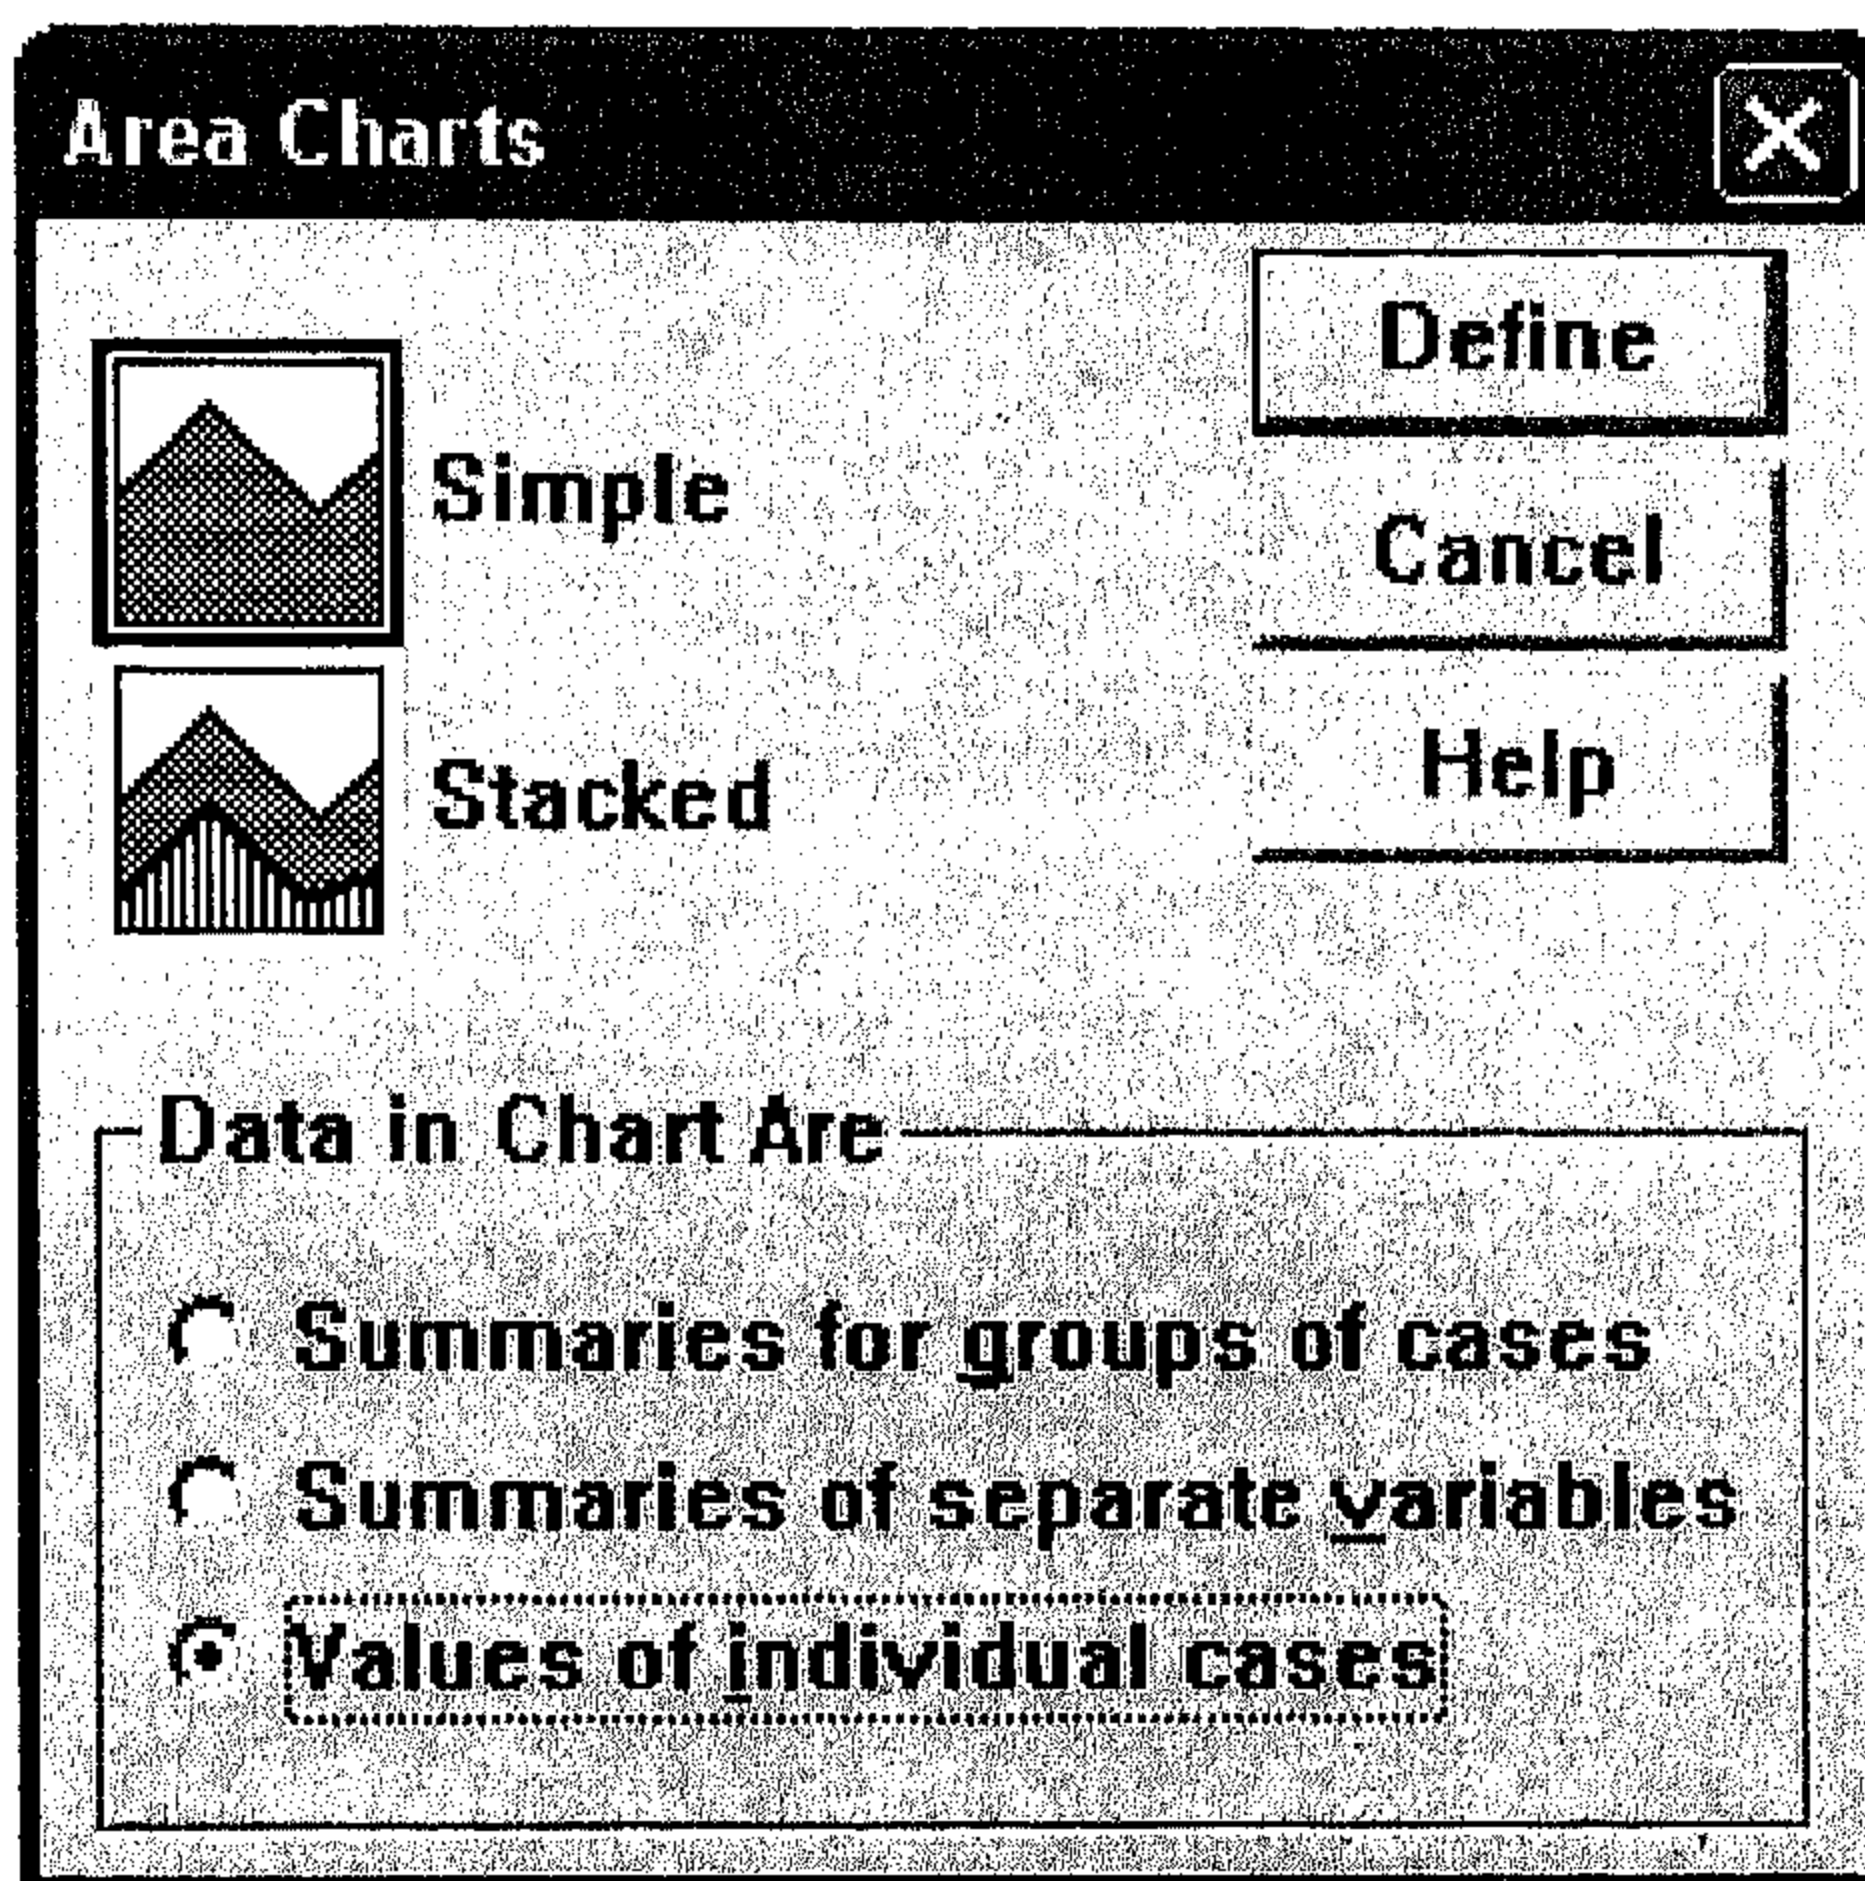 Area Charts
Define
Simple
Cancel
Help
Stacked
Data in Chart Are
Summaries for groups of cases
Summaries of separate variables
Values of individual cases